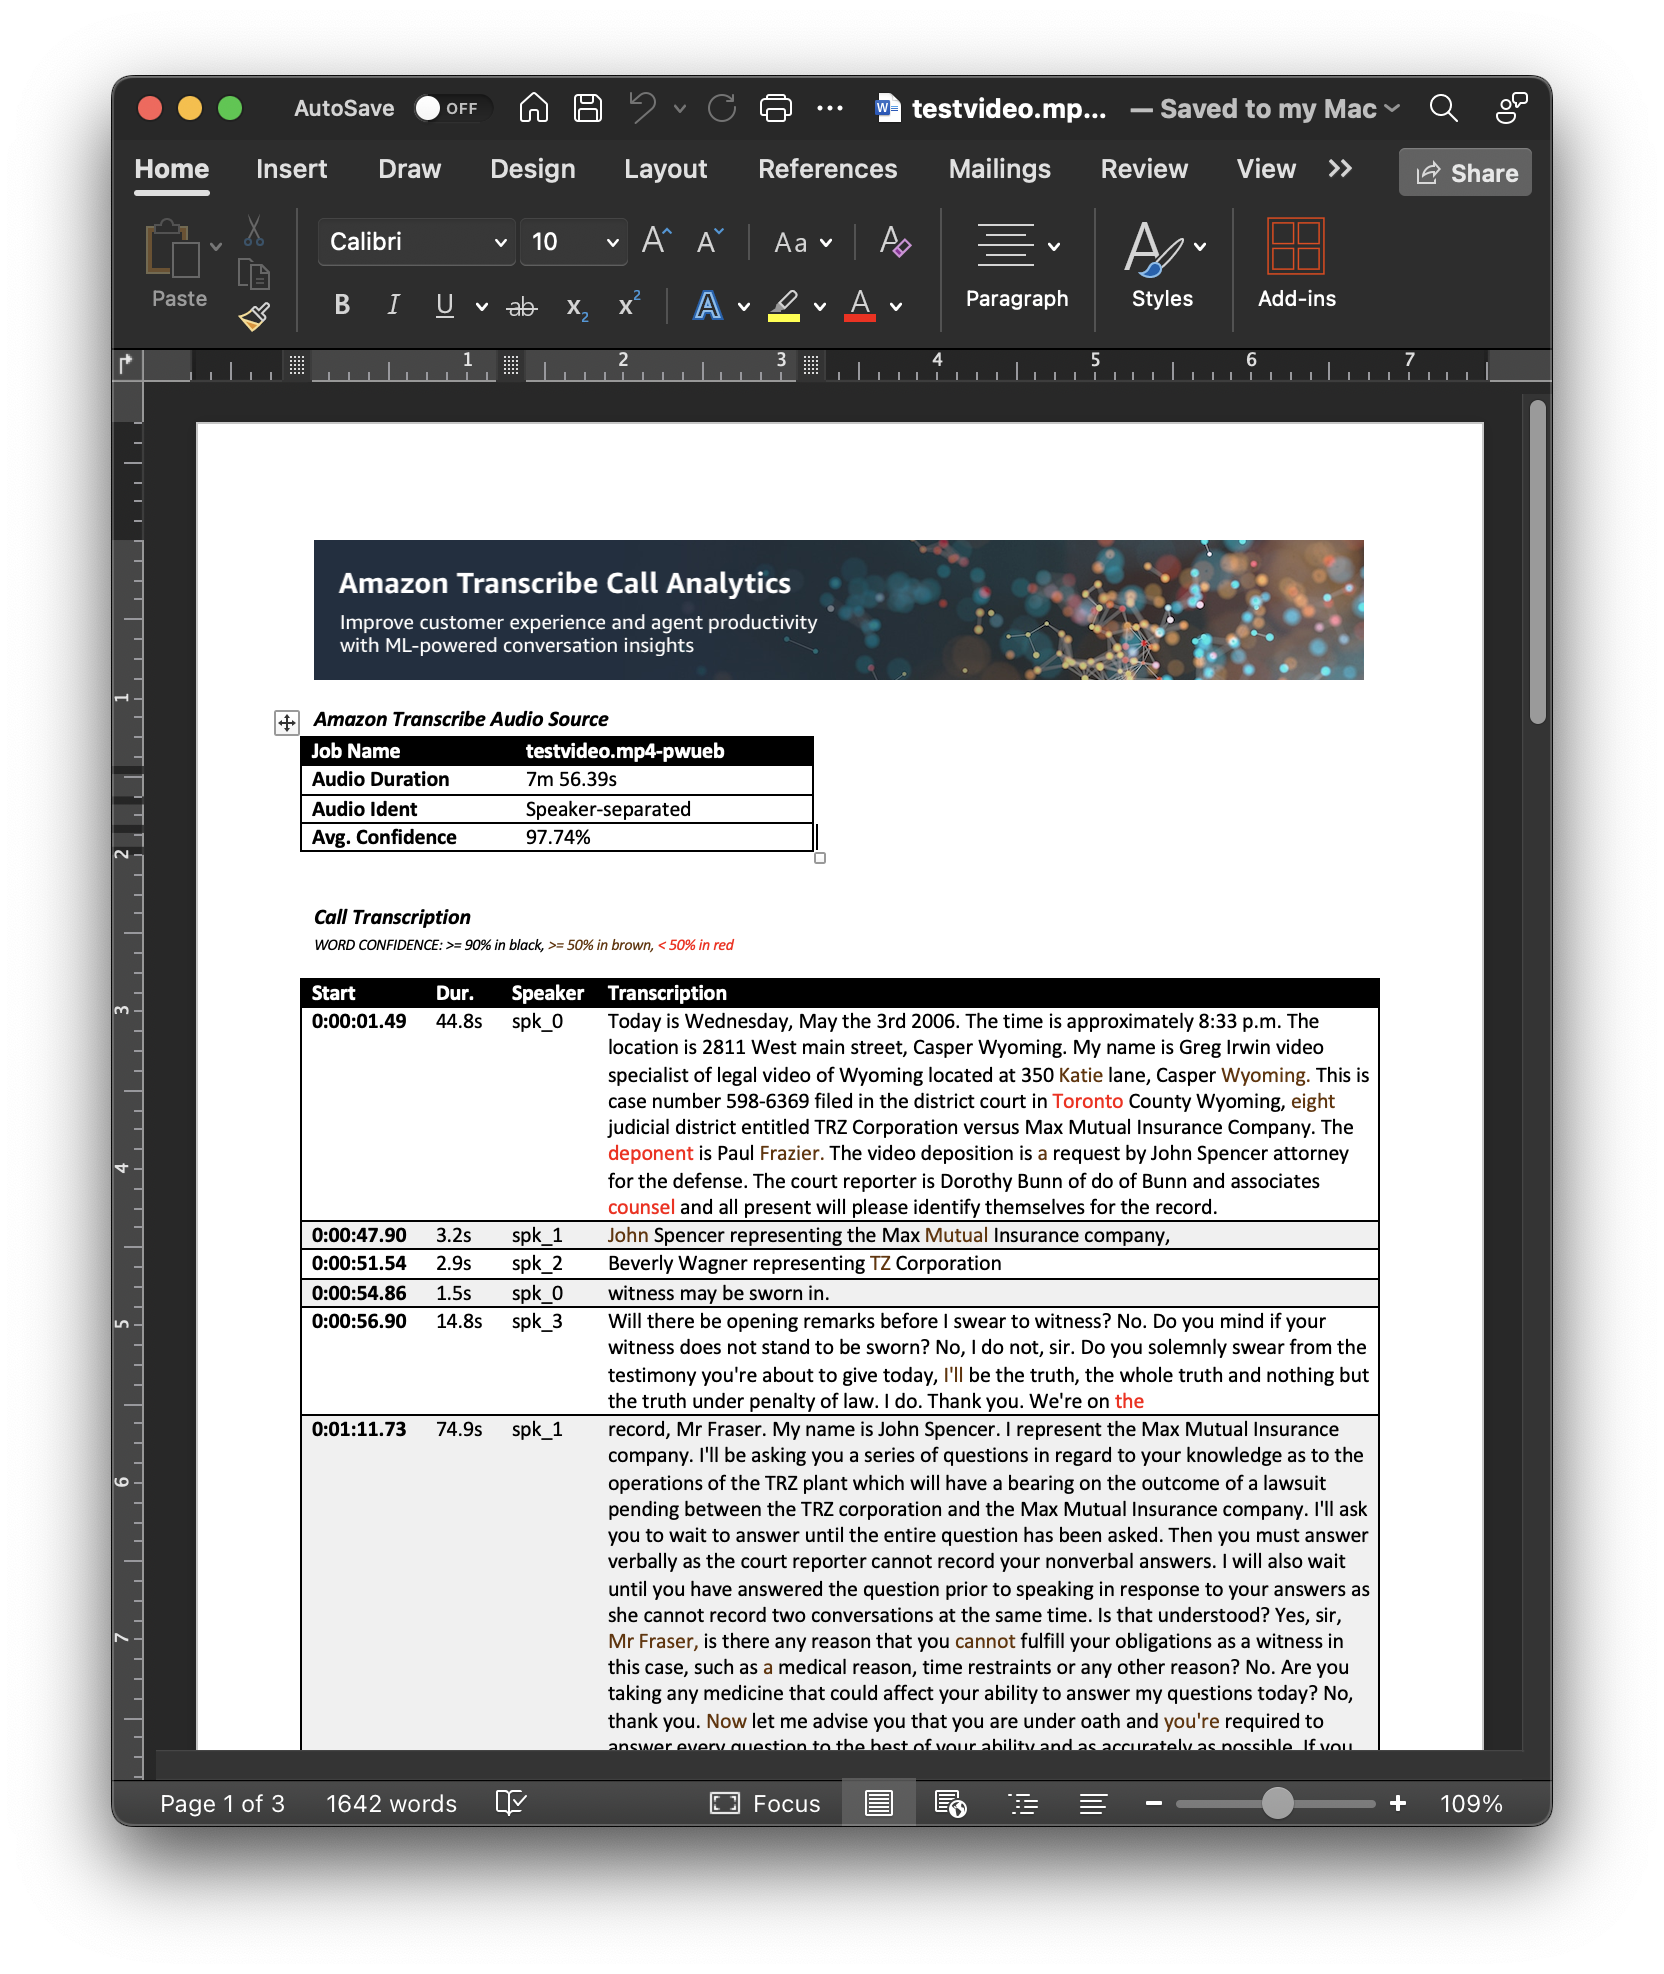 AutoSave OFF testvideo.mp... — Saved to my Mac
Home Insert Draw Design Layout References Mailings Review View Share
Paste Calibri 10 Aa Paragraph Styles Add-ins
B I U ab x2 x2 A A
1 2 3 4 5 6 7
Amazon Transcribe Call Analytics
Improve customer experience and agent productivity
with ML-powered conversation insights
Amazon Transcribe Audio Source
Job Name testvideo.mp4-pwueb
Audio Duration 7m 56.39s
Audio Ident Speaker-separated
Avg. Confidence 97.74%
Call Transcription
WORD CONFIDENCE: >= 90% in black, >= 50% in brown, < 50% in red
Start Dur. Speaker Transcription
0:00:01.49 44.8s spk_0 Today is Wednesday, May the 3rd 2006. The time is approximately 8:33 p.m. The
location is 2811 West main street, Casper Wyoming. My name is Greg Irwin video
specialist of legal video of Wyoming located at 350 Katie lane, Casper Wyoming. This is
case number 598-6369 filed in the district court in Toronto County Wyoming, eight
judicial district entitled TRZ Corporation versus Max Mutual Insurance Company. The
deponent is Paul Frazier. The video deposition is a request by John Spencer attorney
for the defense. The court reporter is Dorothy Bunn of do of Bunn and associates
counsel and all present will please identify themselves for the record.
0:00:47.90 3.2s spk_1 John Spencer representing the Max Mutual Insurance company,
0:00:51.54 2.9s spk_2 Beverly Wagner representing TZ Corporation
0:00:54.86 1.5s spk_0 witness may be sworn in.
0:00:56.90 14.8s spk_3 Will there be opening remarks before I swear to witness? No. Do you mind if your
witness does not stand to be sworn? No, I do not, sir. Do you solemnly swear from the
testimony you're about to give today, I'll be the truth, the whole truth and nothing but
the truth under penalty of law. I do. Thank you. We're on the
0:01:11.73 74.9s spk_1 record, Mr Fraser. My name is John Spencer. I represent the Max Mutual Insurance
company. I'll be asking you a series of questions in regard to your knowledge as to the
operations of the TRZ plant which will have a bearing on the outcome of a lawsuit
pending between the TRZ corporation and the Max Mutual Insurance company. I'll ask
you to wait to answer until the entire question has been asked. Then you must answer
verbally as the court reporter cannot record your nonverbal answers. I will also wait
until you have answered the question prior to speaking in response to your answers as
she cannot record two conversations at the same time. Is that understood? Yes, sir,
Mr Fraser, is there any reason that you cannot fulfill your obligations as a witness in
this case, such as a medical reason, time restraints or any other reason? No. Are you
taking any medicine that could affect your ability to answer my questions today? No,
thank you. Now let me advise you that you are under oath and you're required to
answer every question to the best of your ability and as accurately as possible. If you
1
2
3
4
5
6
7
Page 1 of 3 1642 words Focus 109%